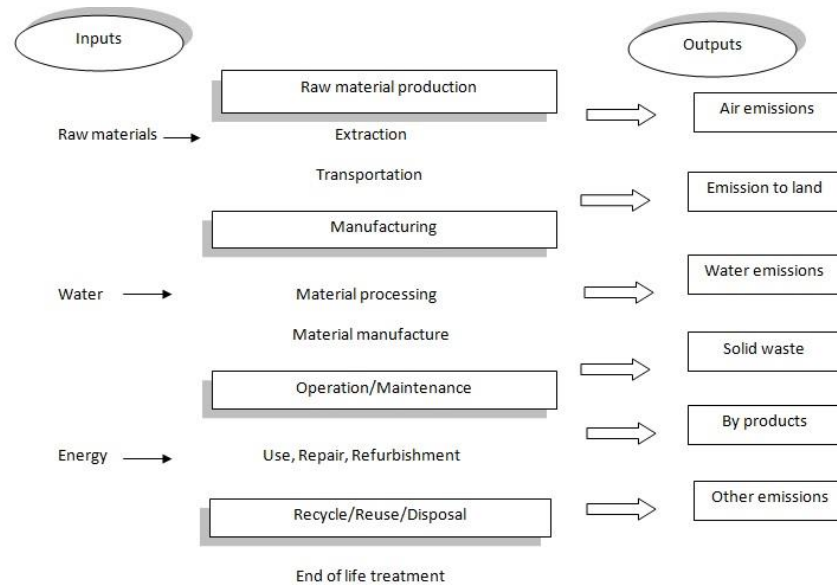 Inputs
Outputs
Raw material production
Air emissions
Raw materials
Extraction
Transportation
Emission to land
Manufacturing
Water emissions
Water
Material processing
Material manufacture
Solid waste
Operation/Maintenance
By products
Energy
Use, Repair, Refurbishment
Other emissions
Recycle/Reuse/Disposal
End of life treatment